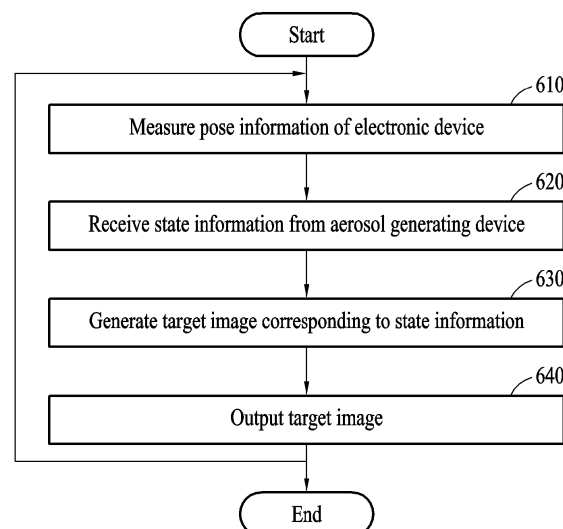 Start
610
Measure pose information of electronic device
620
Receive state information from aerosol generating device
630
Generate target image corresponding to state information
640
Output target image
End